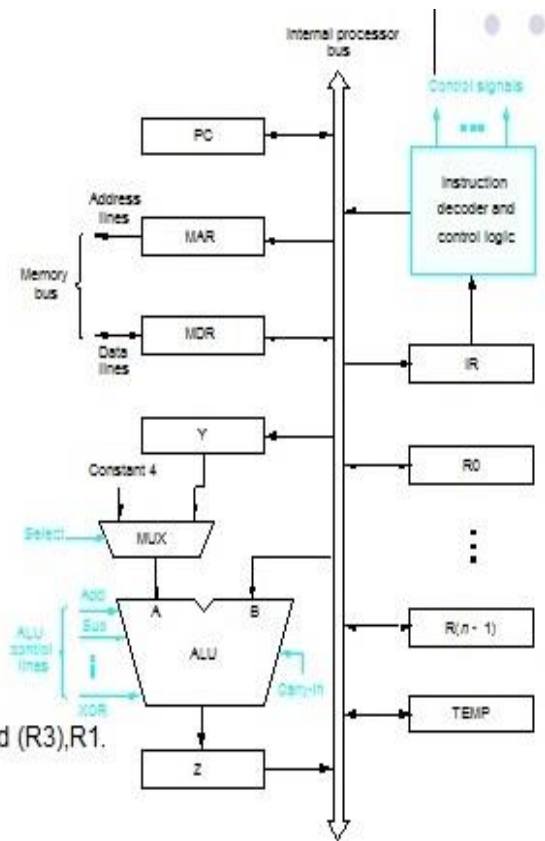 Internal processor
bus
Control signals
PC
Instruction
decoder and
control logic
Address
lines
MAR
Memory
bus
MDR
Data
lines
IR
Y
R0
Constant 4
Select
MUX
Add
A
B
Sub
R(n - 1)
ALU
control
lines
ALU
Carry-in
XOR
TEMP
d (R3),R1.
Z